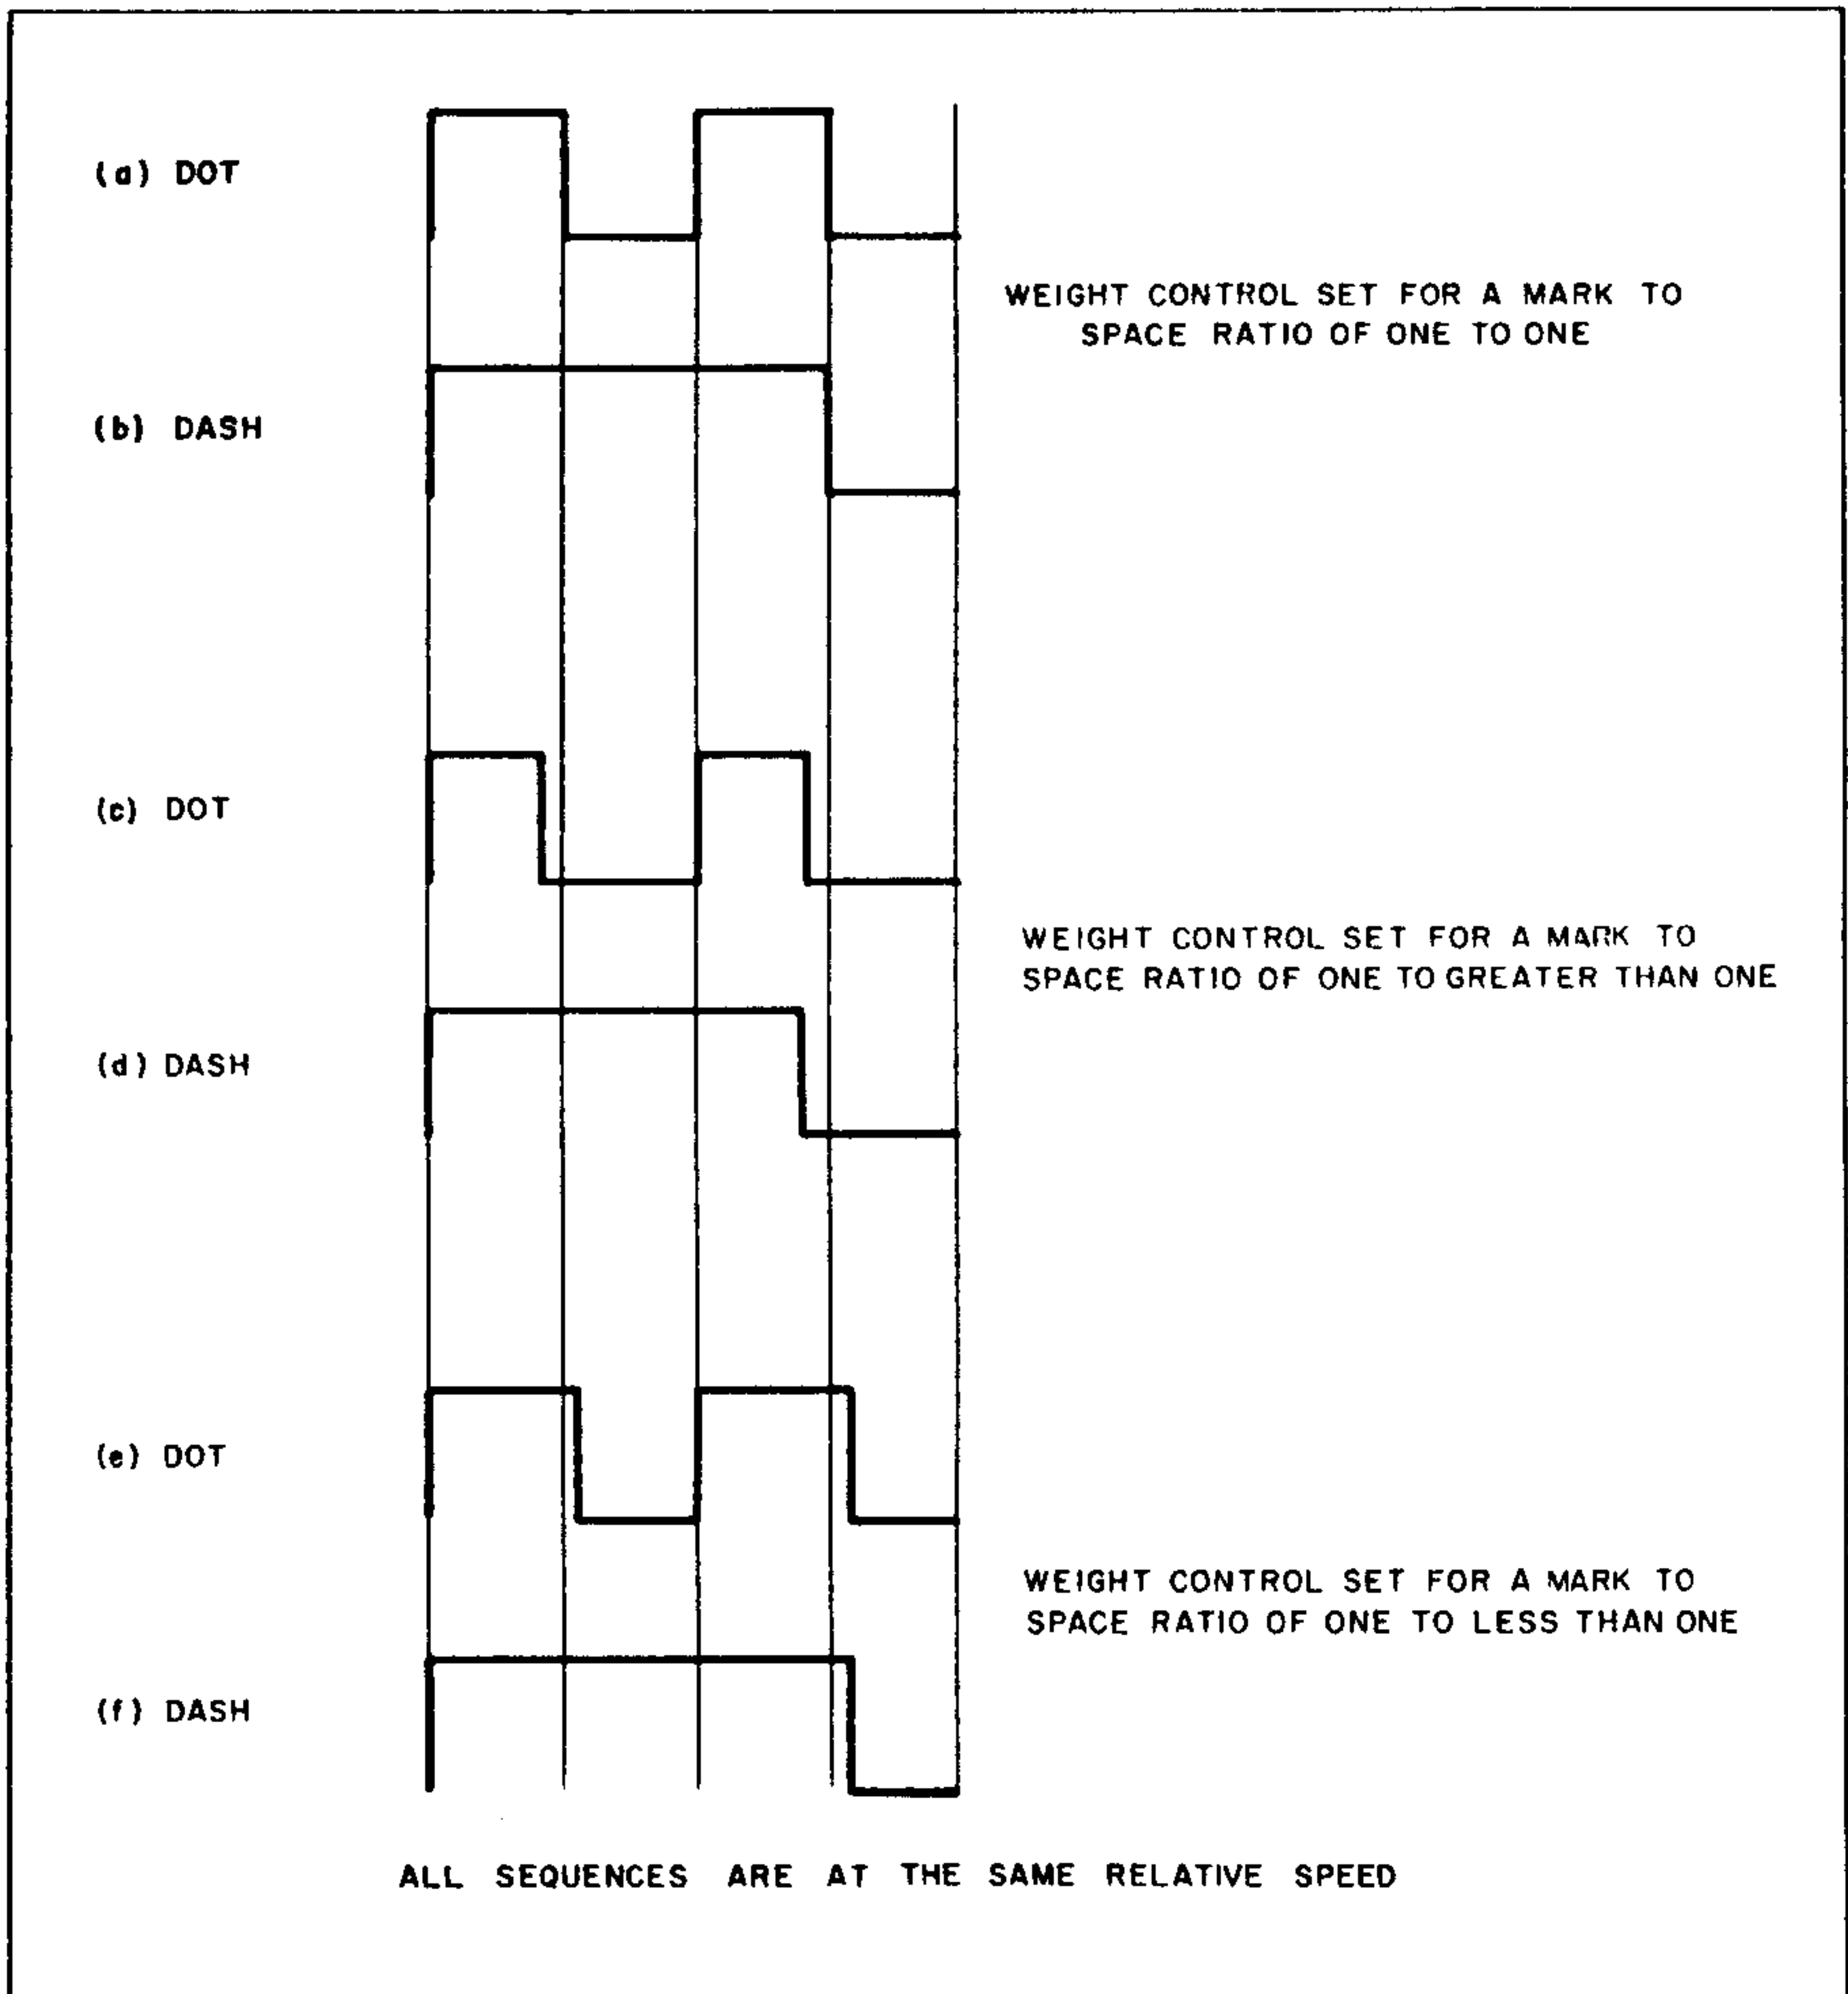 (a) DOT
WEIGHT CONTROL SET FOR A MARK TO
SPACE RATIO OF ONE TO ONE
(b) DASH
(c) DOT
WEIGHT CONTROL SET FOR A MARK TO
SPACE RATIO OF ONE TO GREATER THAN ONE
(d) DASH
(e) DOT
WEIGHT CONTROL SET FOR A MARK TO
SPACE RATIO OF ONE TO LESS THAN ONE
(f) DASH
ALL SEQUENCES ARE AT THE SAME RELATIVE SPEED